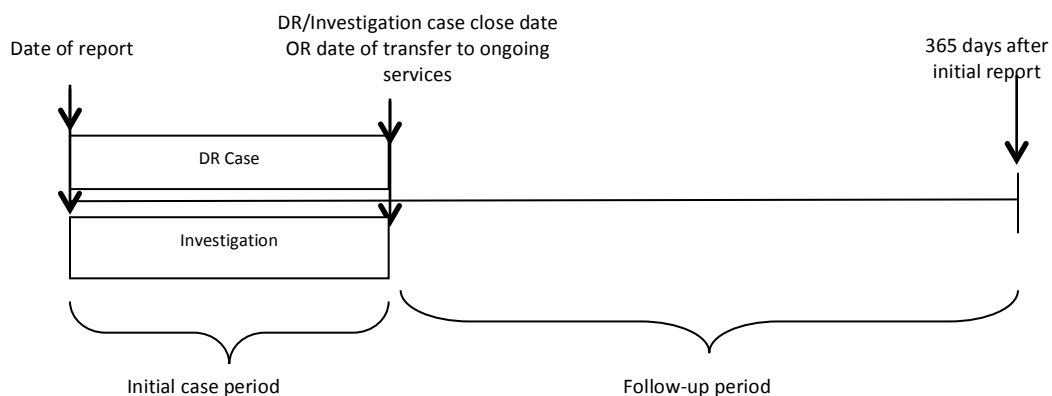 Date of report
DR/Investigation case close date
OR date of transfer to ongoing
services
365 days after
initial report
DR Case
Investigation
Initial case period
Follow-up period